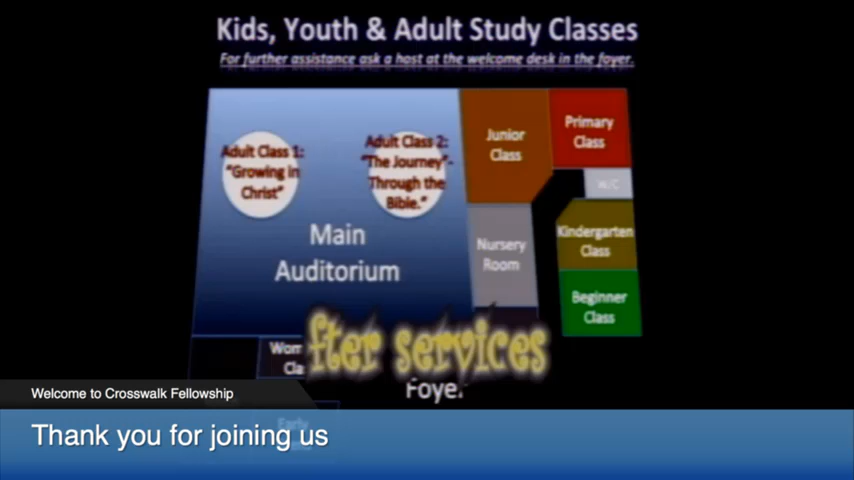 Kids, Youth & Adult Study Classes
For further assistance ask a host at the welcome desk in the foyer.
Adult Class 1:
"Growing in
Christ"
Adult Class 2:
"The Journey"-
Through the
Bible."
Junior
Class
Primary
Class
W/C
Main
Auditorium
Nursery
Room
Kindergarten
Class
Beginner
Class
fter services
Wom
Cla
Foye
Welcome to Crosswalk Fellowship
Thank you for joining us